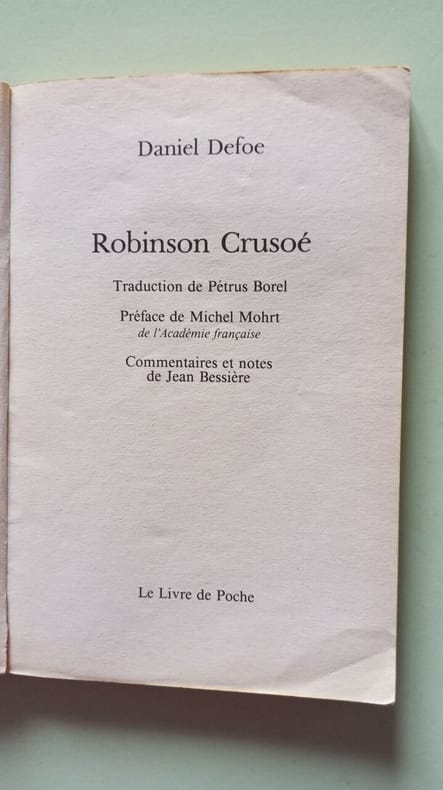 Daniel Defoe
Robinson Crusoé
Traduction de Pétrus Borel
Préface de Michel Mohrt
de l'Académie française
Commentaires et notes
de Jean Bessière
Le Livre de Poche